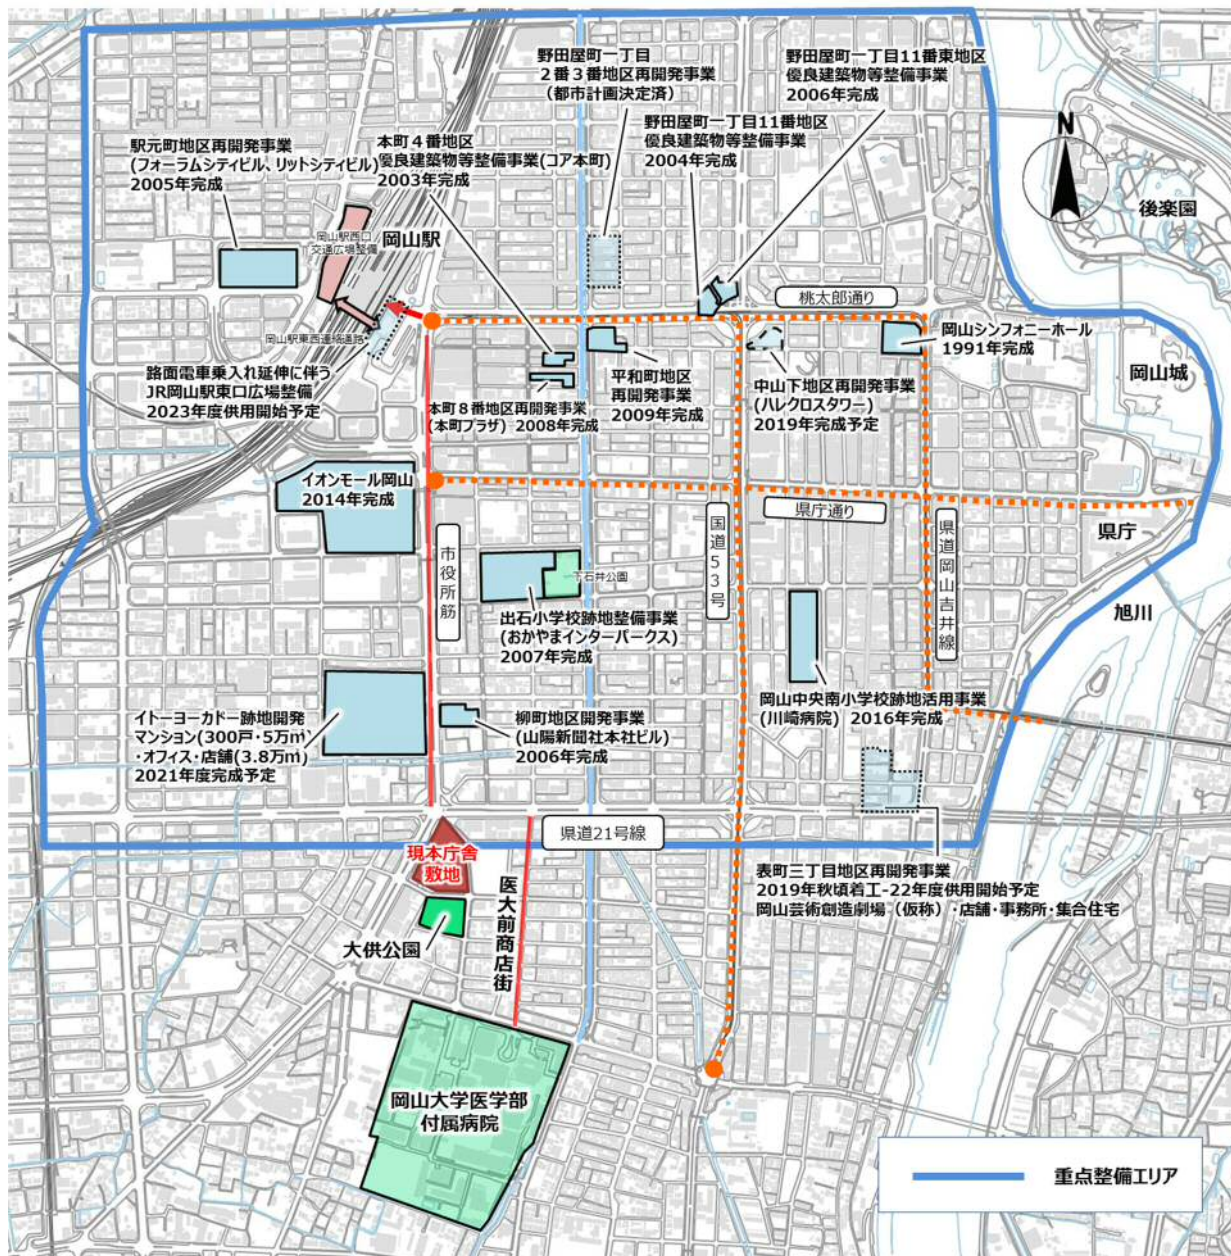 野田屋町一丁目
2番3番地区再開発事業
(都市計画決定済)
野田屋町一丁目11番東地区
優良建築物等整備事業
2006年完成
野田屋町一丁目11番地区
優良建築物等整備事業
2004年完成
本町4番地区
優良建築物等整備事業(コア本町)
2003年完成
駅元町地区再開発事業
(フォーラムシティビル、リットシティビル)
2005年完成
N
後楽園
岡山駅西口
交通広場整備
岡山駅
桃太郎通り
岡山駅東西連絡通路
岡山シンフォニーホール
1991年完成
岡山城
路面電車乗入れ延伸に伴う
JR岡山駅東口広場整備
2023年度供用開始予定
平和町地区
再開発事業
2009年完成
中山下地区再開発事業
(ハレクロスタワー)
2019年完成予定
本町8番地区再開発事業
(本町プラザ) 2008年完成
イオンモール岡山
2014年完成
県庁通り
国道53号
県道岡山吉井線
県庁
市役所筋
下石井公園
旭川
出石小学校跡地整備事業
(おかやまインターパークス)
2007年完成
岡山中央南小学校跡地活用事業
(川崎病院) 2016年完成
イトーヨーカドー跡地開発
マンション(300戸・5万㎡)
・オフィス・店舗(3.8万㎡)
2021年度完成予定
柳町地区開発事業
(山陽新聞社本社ビル)
2006年完成
県道21号線
現本庁舎
敷地
表町三丁目地区再開発事業
2019年秋頃着工-22年度供用開始予定
岡山芸術創造劇場(仮称)・店舗・事務所・集合住宅
医大前商店街
大供公園
岡山大学医学部
付属病院
重点整備エリア